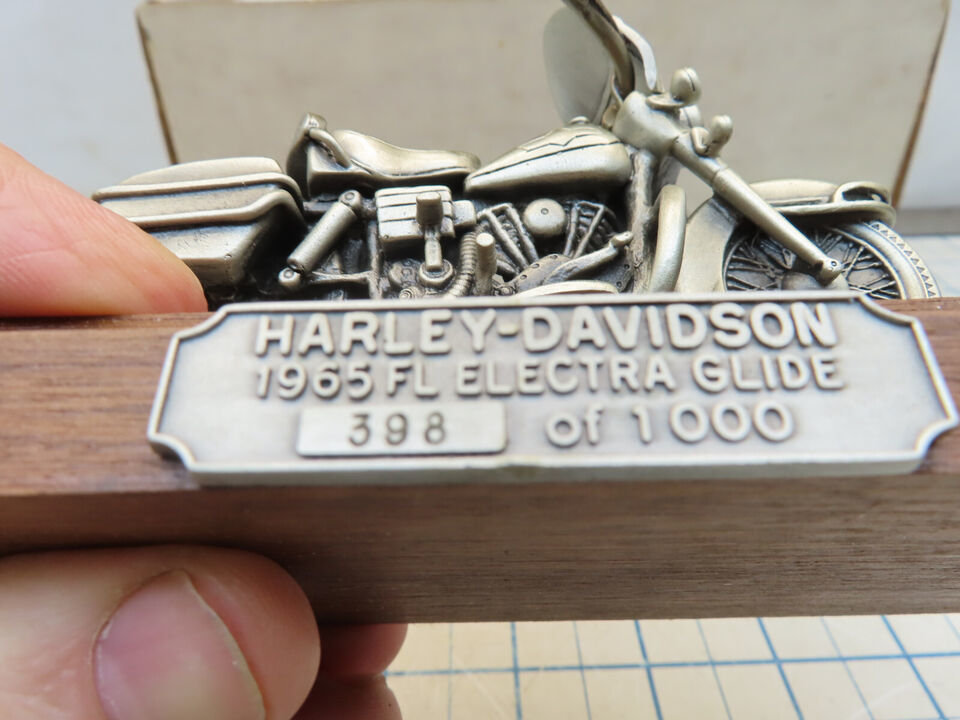 HARLEY-DAVIDSON
1965 FL ELECTRA GLIDE
398 of 1000